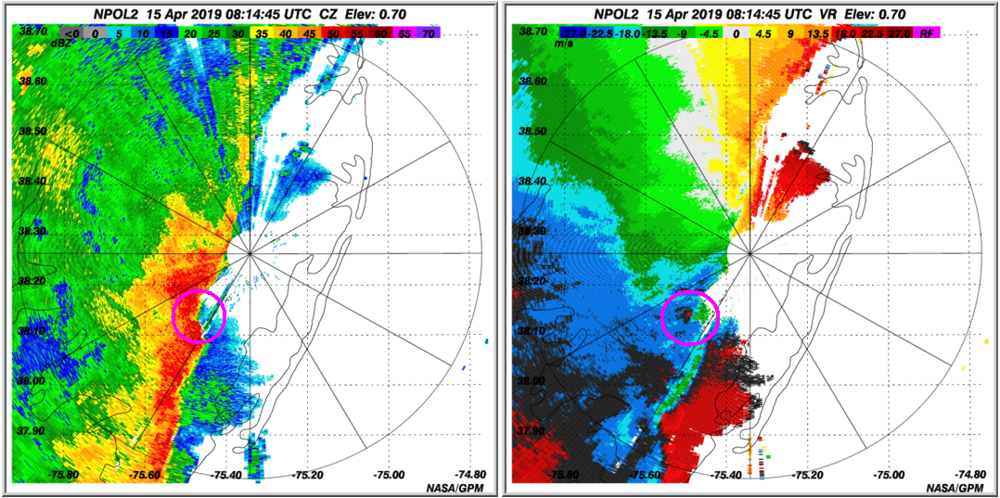 NPOL2 15 Apr 2019 08:14:45 UTC CZ Elev: 0.70
<0 0 5 10 15 20 25 30 35 40 45 50 55 60 65 70
dBZ
38.70
38.60
38.50
38.40
38.30
38.20
38.10
38.00
37.90
-75.80 -75.60 -75.40 -75.20 -75.00 -74.80
NASA/GPM
NPOL2 15 Apr 2019 08:14:45 UTC VR Elev: 0.70
-27.0 -22.5 -18.0 -13.5 -9 -4.5 0 4.5 9 13.5 18.0 22.5 27.0 RF
m/s
38.70
38.60
38.50
38.40
38.30
38.20
38.10
38.00
37.90
-75.80 -75.60 -75.40 -75.20 -75.00 -74.80
NASA/GPM